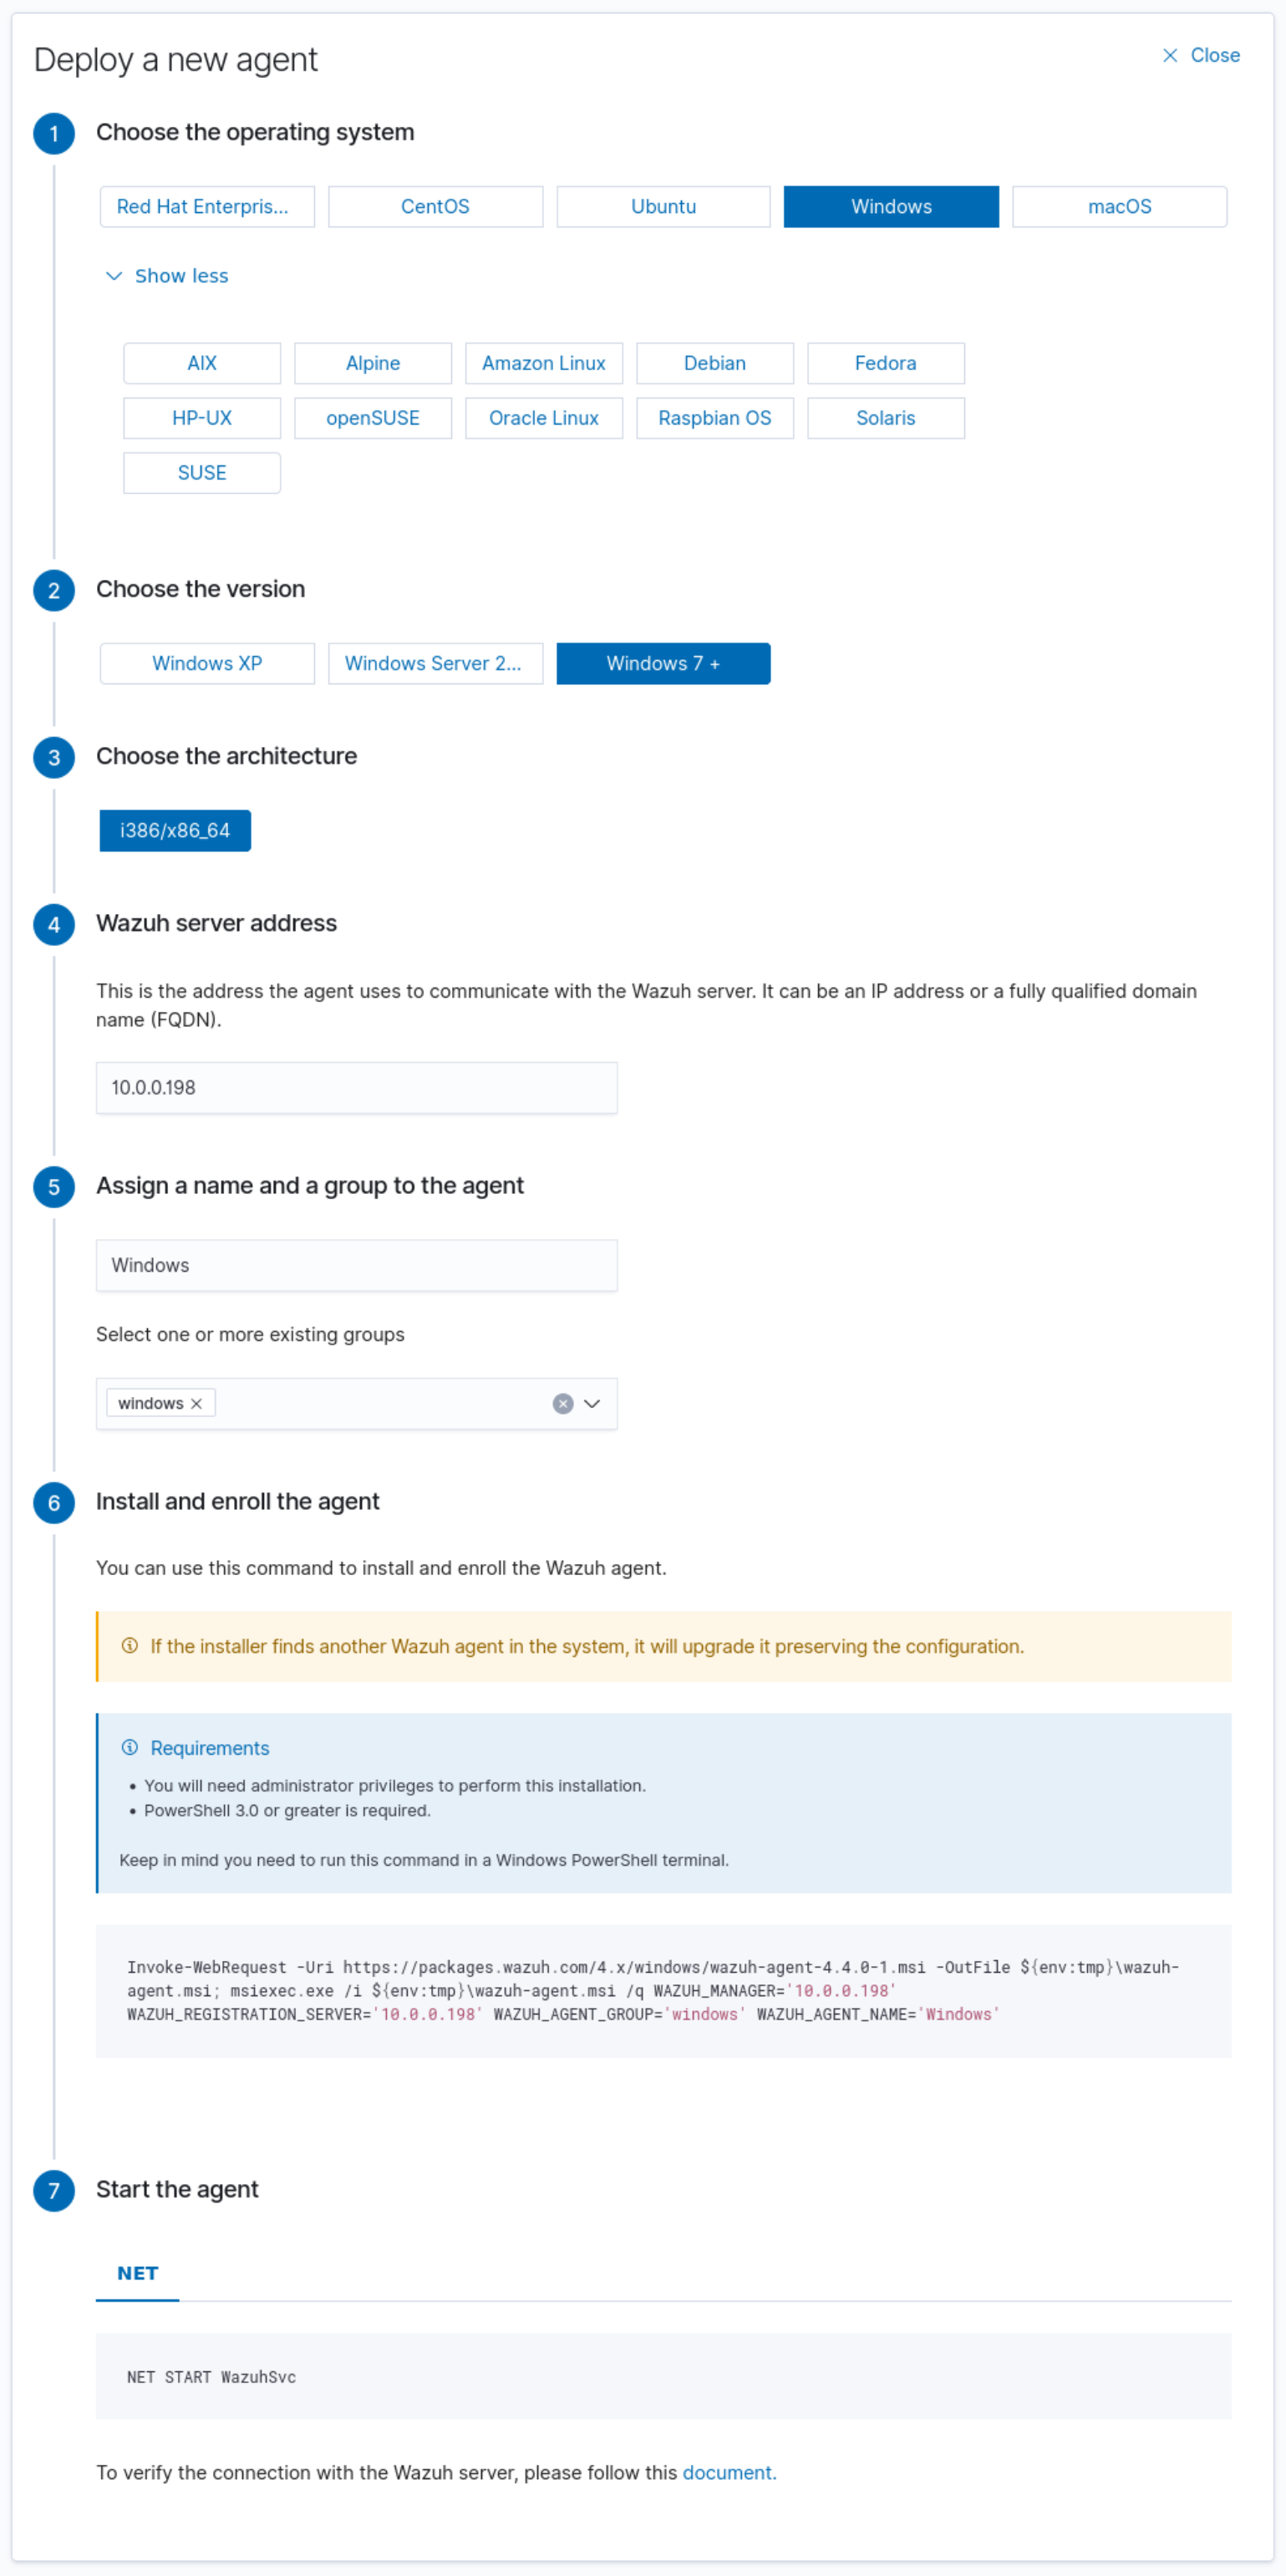 Deploy a new agent
Close
1
Choose the operating system
Red Hat Enterpris...
CentOS
Ubuntu
Windows
macOS
Show less
AIX
Alpine
Amazon Linux
Debian
Fedora
HP-UX
openSUSE
Oracle Linux
Raspbian OS
Solaris
SUSE
2
Choose the version
Windows XP
Windows Server 2...
Windows 7 +
3
Choose the architecture
i386/x86_64
4
Wazuh server address
This is the address the agent uses to communicate with the Wazuh server. It can be an IP address or a fully qualified domain
name (FQDN).
10.0.0.198
5
Assign a name and a group to the agent
Windows
Select one or more existing groups
windows
6
Install and enroll the agent
You can use this command to install and enroll the Wazuh agent.
If the installer finds another Wazuh agent in the system, it will upgrade it preserving the configuration.
Requirements
• You will need administrator privileges to perform this installation.
• PowerShell 3.0 or greater is required.
Keep in mind you need to run this command in a Windows PowerShell terminal.
Invoke-WebRequest -Uri https://packages.wazuh.com/4.x/windows/wazuh-agent-4.4.0-1.msi -OutFile ${env:tmp}\wazuh-
agent.msi; msiexec.exe /i ${env:tmp}\wazuh-agent.msi /q WAZUH_MANAGER='10.0.0.198'
WAZUH_REGISTRATION_SERVER='10.0.0.198' WAZUH_AGENT_GROUP='windows' WAZUH_AGENT_NAME='Windows'
7
Start the agent
NET
NET START WazuhSvc
To verify the connection with the Wazuh server, please follow this document.